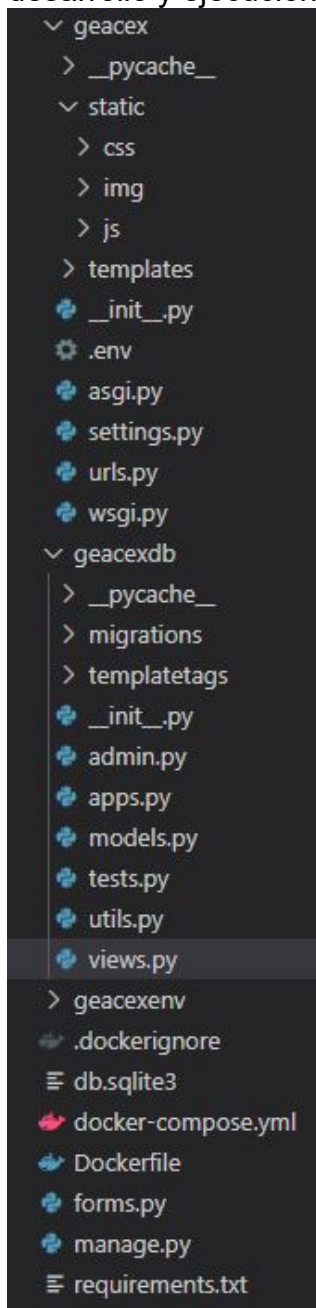 desarrollo y ejecución
geacex
__pycache__
static
css
img
js
templates
__init__.py
.env
asgi.py
settings.py
urls.py
wsgi.py
geacexdb
__pycache__
migrations
templatetags
__init__.py
admin.py
apps.py
models.py
tests.py
utils.py
views.py
geacexenv
.dockerignore
db.sqlite3
docker-compose.yml
Dockerfile
forms.py
manage.py
requirements.txt